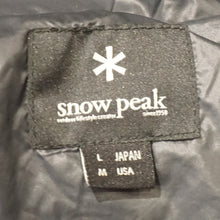 snow peak
outdoor lifestyle creator since1958
L JAPAN
M USA